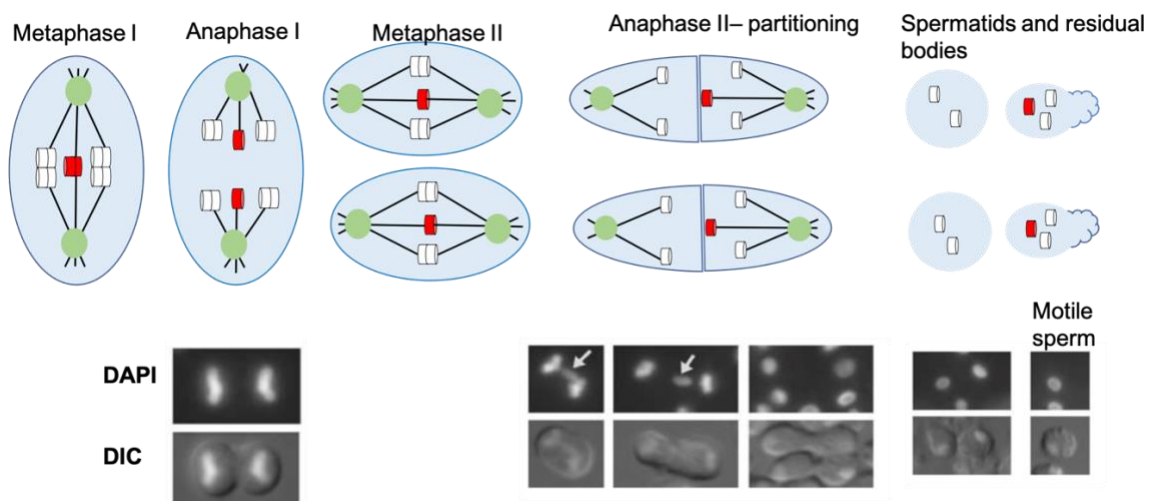 Metaphase I
Anaphase I
Metaphase II
Anaphase II– partitioning
Spermatids and residual
bodies
Motile
sperm
DAPI
DIC